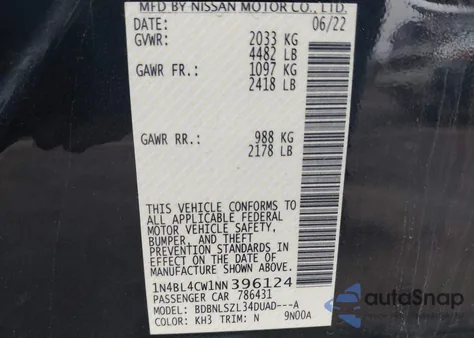 MFD BY NISSAN MOTOR CO., LTD.
DATE: 06/22
GVWR: 2033 KG
4482 LB
GAWR FR.: 1097 KG
2418 LB
GAWR RR.: 988 KG
2178 LB
THIS VEHICLE CONFORMS TO
ALL APPLICABLE FEDERAL
MOTOR VEHICLE SAFETY,
BUMPER, AND THEFT
PREVENTION STANDARDS IN
EFFECT ON THE DATE OF
MANUFACTURE SHOWN ABOVE.
1N4BL4CW1NN396124
PASSENGER CAR 786431
MODEL: BDBNLSZL34DUAD---A
COLOR: KH3 TRIM: N 9N00A
autoSnap